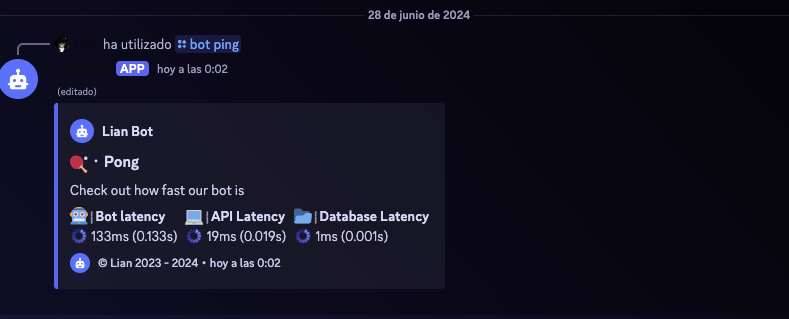 28 de junio de 2024
ha utilizado bot ping
APP hoy a las 0:02
(editado)
Lian Bot
• Pong
Check out how fast our bot is
| Bot latency | API Latency | Database Latency
133ms (0.133s) 19ms (0.019s) 1ms (0.001s)
© Lian 2023 - 2024 • hoy a las 0:02